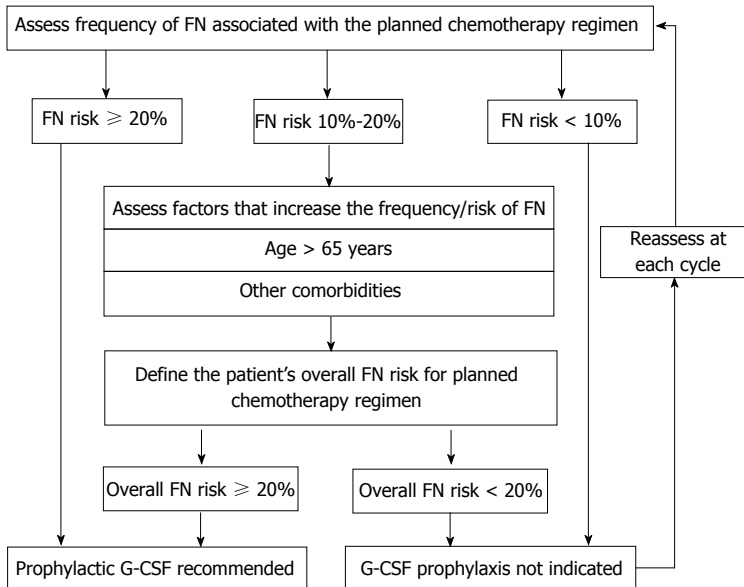 Assess frequency of FN associated with the planned chemotherapy regimen
FN risk ≥ 20%
FN risk 10%-20%
FN risk < 10%
Assess factors that increase the frequency/risk of FN
Age > 65 years
Other comorbidities
Reassess at
each cycle
Define the patient’s overall FN risk for planned
chemotherapy regimen
Overall FN risk ≥ 20%
Overall FN risk < 20%
Prophylactic G-CSF recommended
G-CSF prophylaxis not indicated